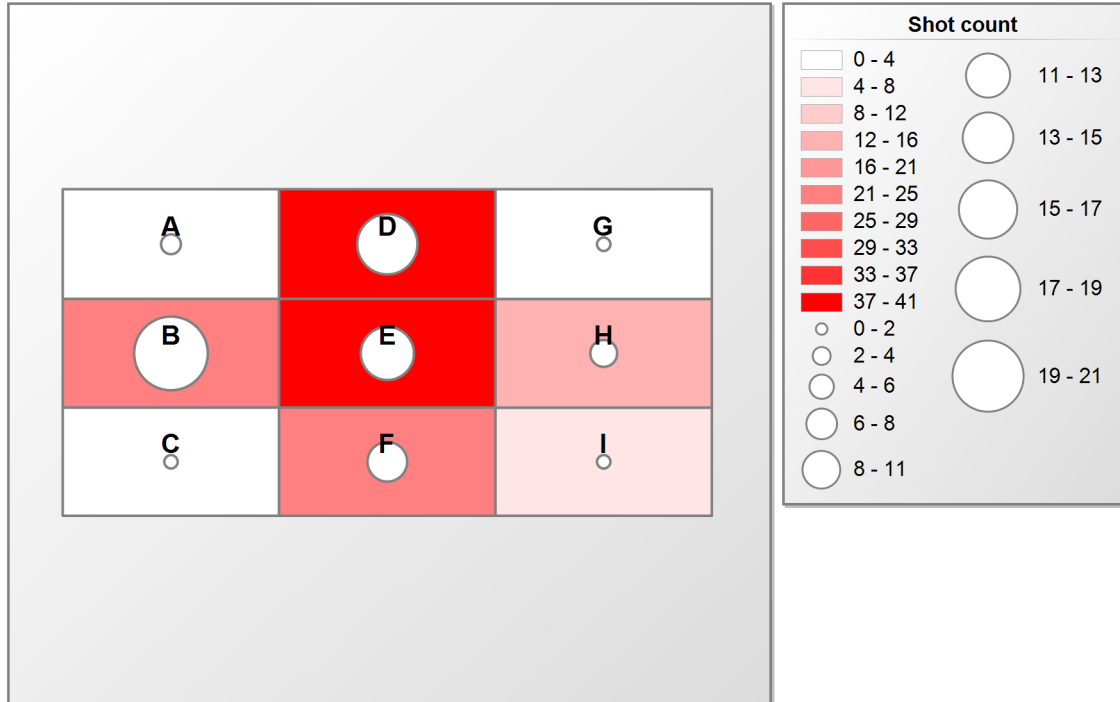 Shot count
0 - 4
4 - 8
8 - 12
12 - 16
16 - 21
21 - 25
25 - 29
29 - 33
33 - 37
37 - 41
0 - 2
2 - 4
4 - 6
6 - 8
8 - 11
11 - 13
13 - 15
15 - 17
17 - 19
19 - 21
A
D
G
B
E
H
C
F
I